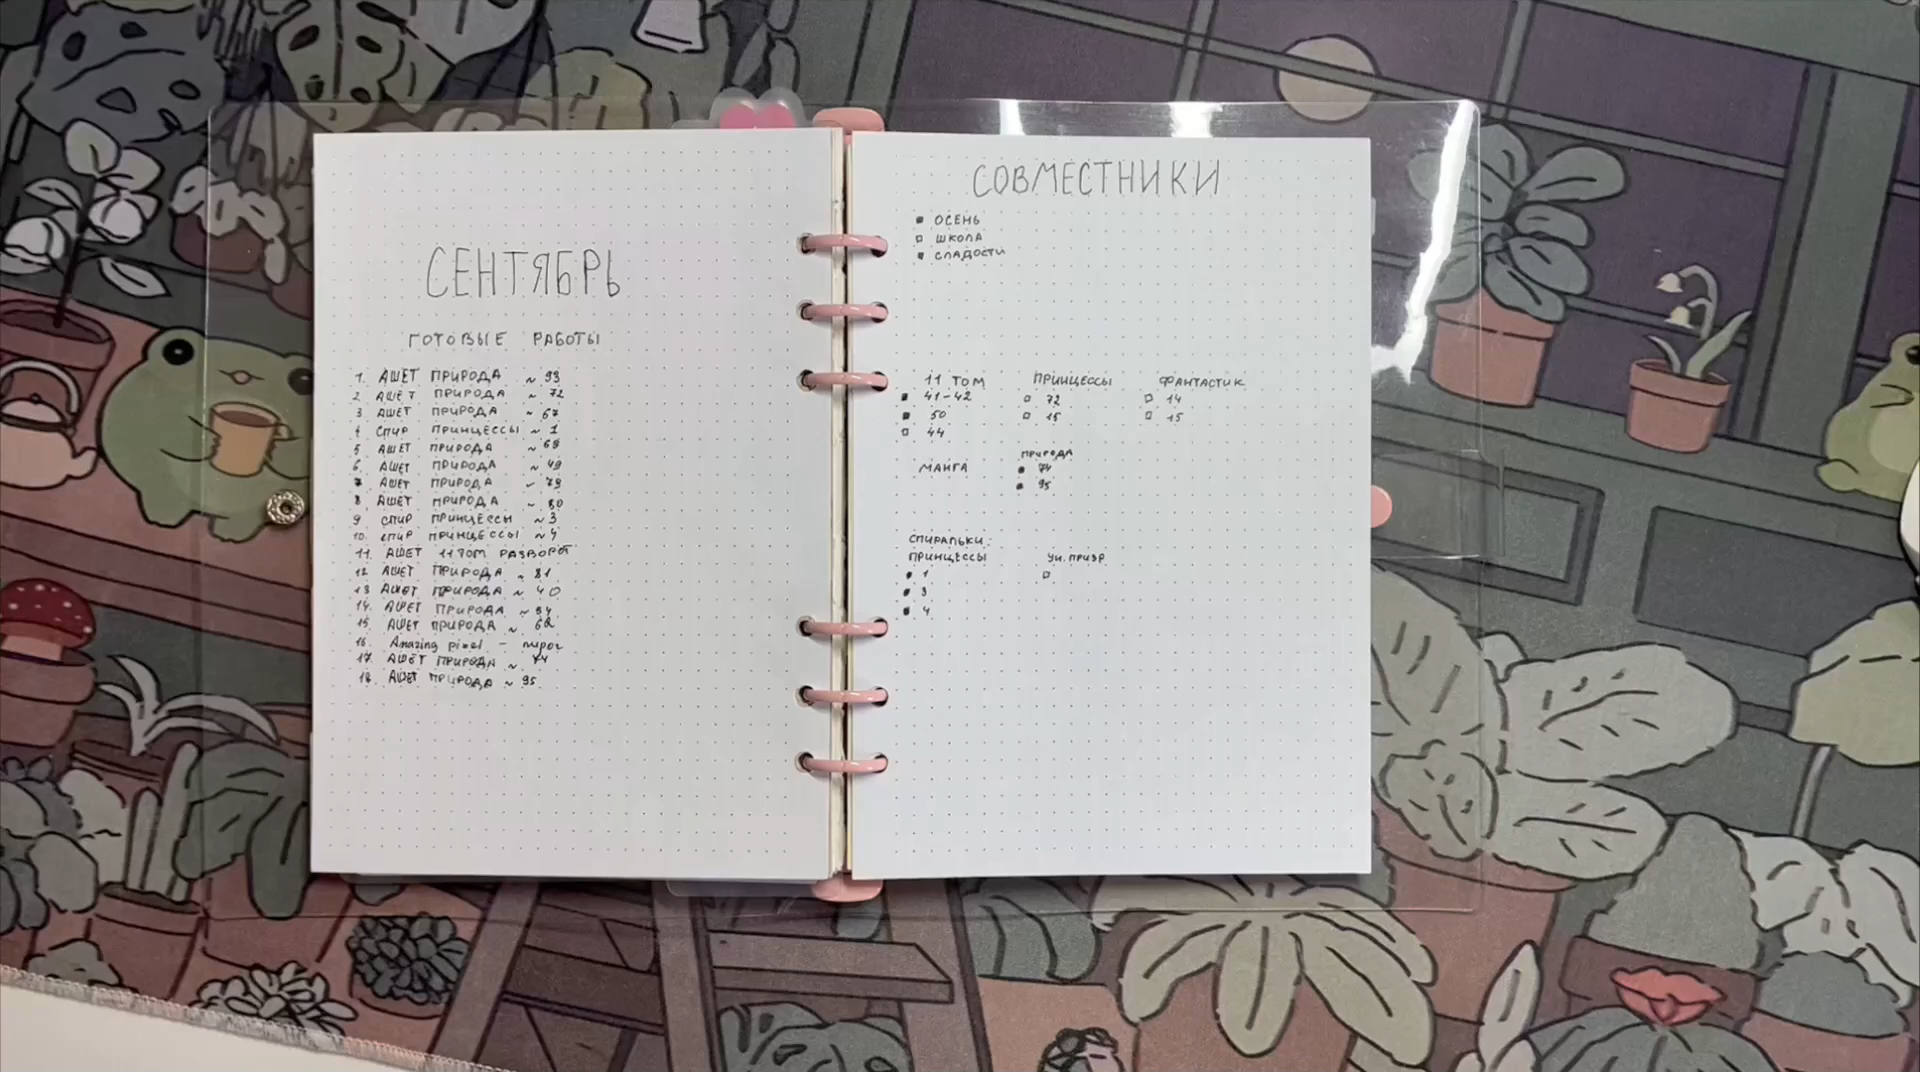 СЕНТЯБРЬ
ГОТОВЫЕ РАБОТЫ
1. АШЕТ ПРИРОДА ~ 93
2 АШЕТ ПРИРОДА ~ 72
3 АШЕТ ПРИРОДА ~ 67
4 СПИР ПРИНЦЕССЫ ~ 1
5 АШЕТ ПРИРОДА ~
6. АШЕТ ПРИРОДА ~ 49
7 АШЕТ ПРИРОДА ~ 79
8. АШЕТ ПРИРОДА ~ 80
9 СПИР ПРИНЦЕССЫ ~ 3
10. СПИР ПРИНЦЕССЫ ~ 4
11. АШЕТ 11 ТОМ РАЗВОРОТ
12 АШЕТ ПРИРОДА ~ 81
13 АШЕТ ПРИРОДА ~ 40
14. АШЕТ ПРИРОДА ~
15. АШЕТ ПРИРОДА ~
16. Amazing pixel - пирог
17. АШЕТ ПРИРОДА ~ 74
18. АШЕТ ПРИРОДА ~ 95
СОВМЕСТНИКИ
ОСЕНЬ
ШКОЛА
СЛАДОСТИ
11 ТОМ ПРИНЦЕССЫ ФАНТАСТИК
41-42 72 14
50 15 15
44
ПРИРОДА
МАНГА 74
95
СПИРАЛЬКИ:
ПРИНЦЕССЫ УН. ПРИЗР
1
3
4